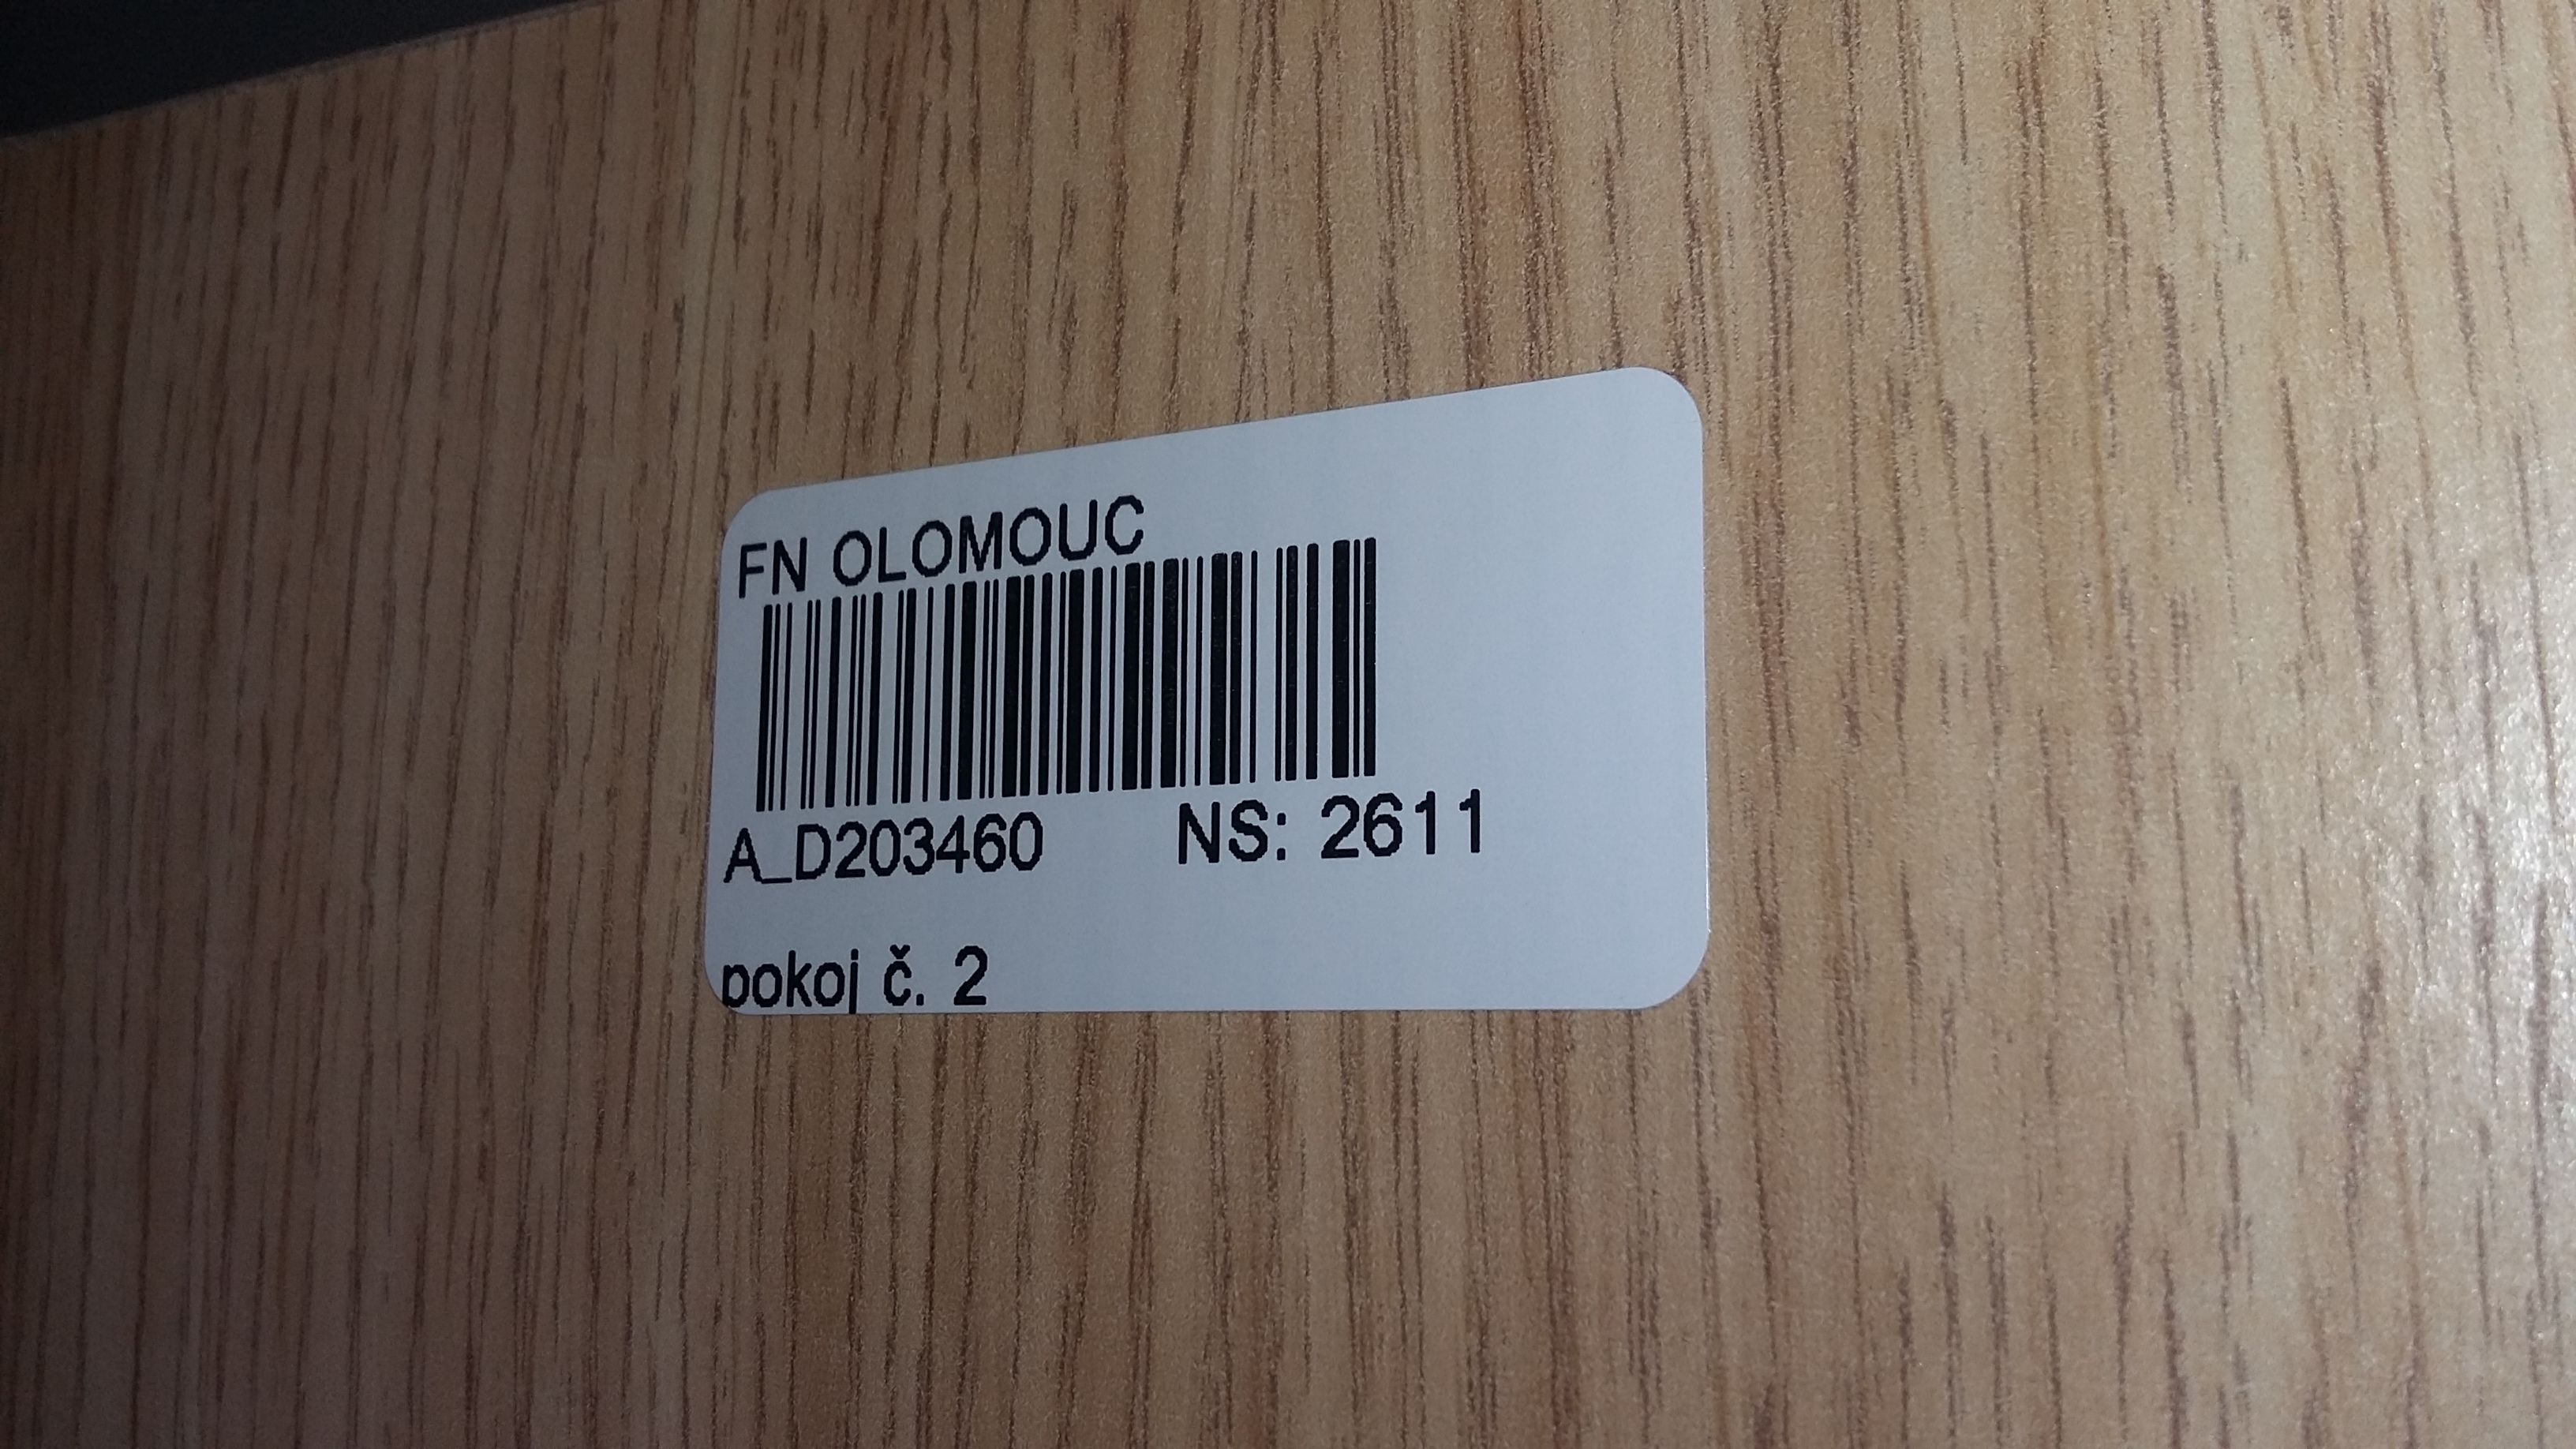 FN OLOMOUC
A_D203460 NS: 2611
pokoj č. 2